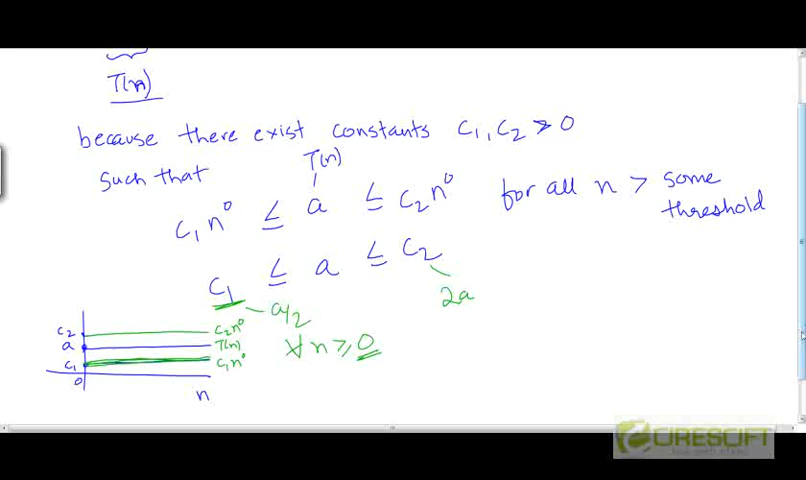 T(n)
because there exist constants c₁, c₂ > 0
such that
T(n)
c₁n⁰ ≤ a ≤ c₂n⁰ for all n > some threshold
c₁ ≤ a ≤ c₂
a/2
2a
∀ n ≥ 0
c₂
a
c₁
0
c₂n⁰
T(n)
c₁n⁰
n
CIRESCIFT